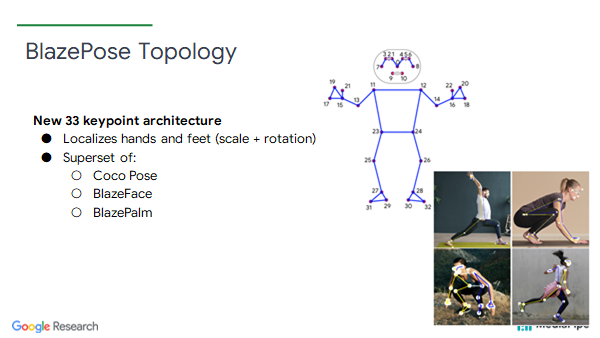 BlazePose Topology
New 33 keypoint architecture
● Localizes hands and feet (scale + rotation)
● Superset of:
○ Coco Pose
○ BlazeFace
○ BlazePalm
3 2 1 4 5 6
7 0 8
9 10
11 12
19 21 22 20
17 15 13 14 16 18
23 24
25 26
27 28
31 29 30 32
Google Research